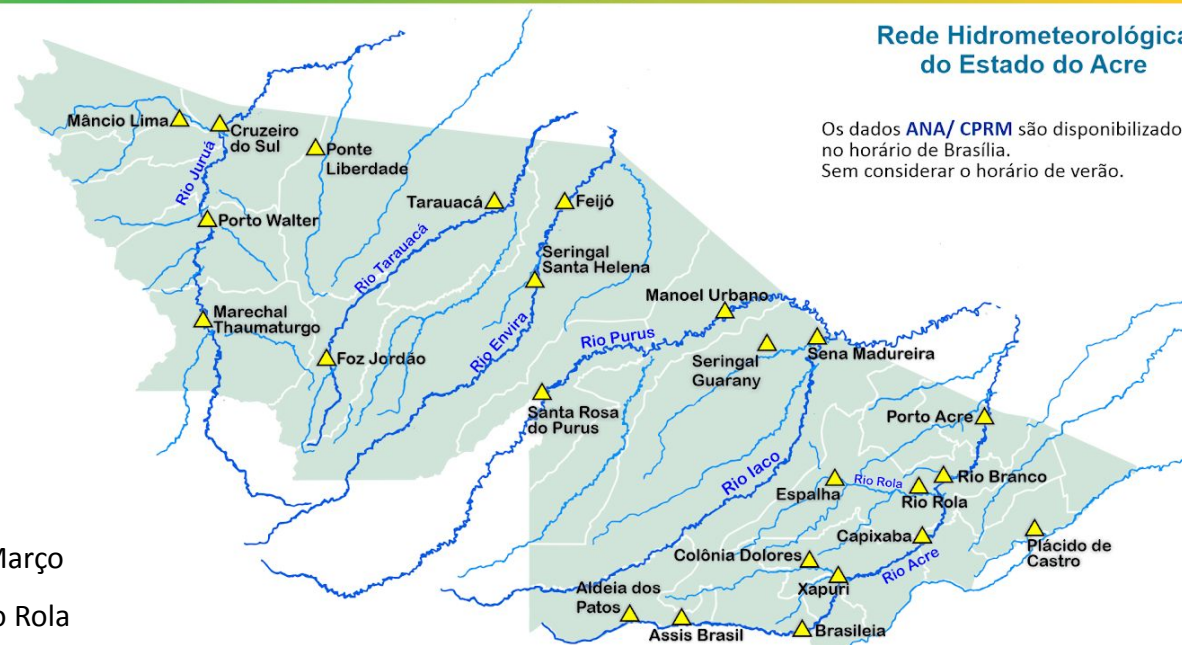 Rede Hidrometeorológica
do Estado do Acre
Os dados ANA/ CPRM são disponibilizado
no horário de Brasília.
Sem considerar o horário de verão.
Mâncio Lima
Cruzeiro
do Sul
Ponte
Liberdade
Rio Juruá
Porto Walter
Tarauacá
Feijó
Rio Tarauacá
Seringal
Santa Helena
Marechal
Thaumaturgo
Foz Jordão
Rio Envira
Manoel Urbano
Rio Purus
Seringal
Guarany
Sena Madureira
Santa Rosa
do Purus
Porto Acre
Rio Iaco
Espalha
Rio Rola
Rio Rola
Rio Branco
Capixaba
Plácido de
Castro
Colônia Dolores
Rio Acre
Xapuri
Aldeia dos
Patos
Assis Brasil
Brasileia
Março
o Rola